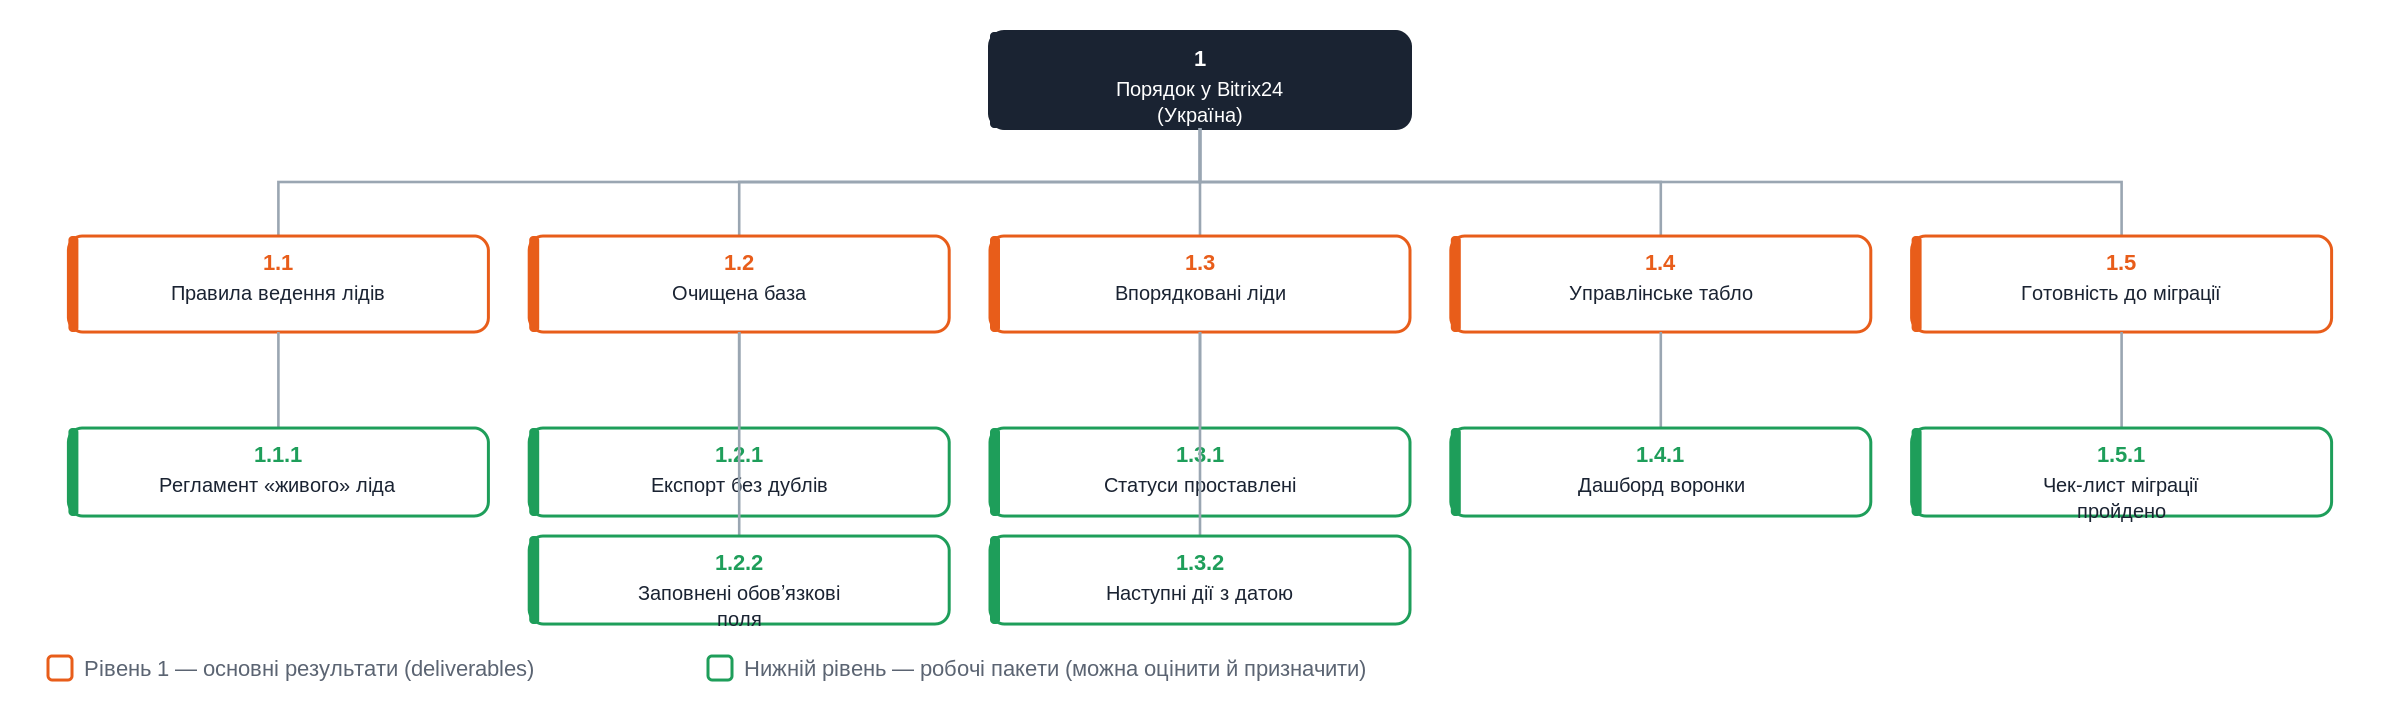 1
Порядок у Bitrix24
(Україна)
1.1
Правила ведення лідів
1.2
Очищена база
1.3
Впорядковані ліди
1.4
Управлінське табло
1.5
Готовність до міграції
1.1.1
Регламент «живого» ліда
1.2.1
Експорт без дублів
1.3.1
Статуси проставлені
1.4.1
Дашборд воронки
1.5.1
Чек-лист міграції
пройдено
1.2.2
Заповнені обов’язкові
поля
1.3.2
Наступні дії з датою
Рівень 1 — основні результати (deliverables)
Нижній рівень — робочі пакети (можна оцінити й призначити)